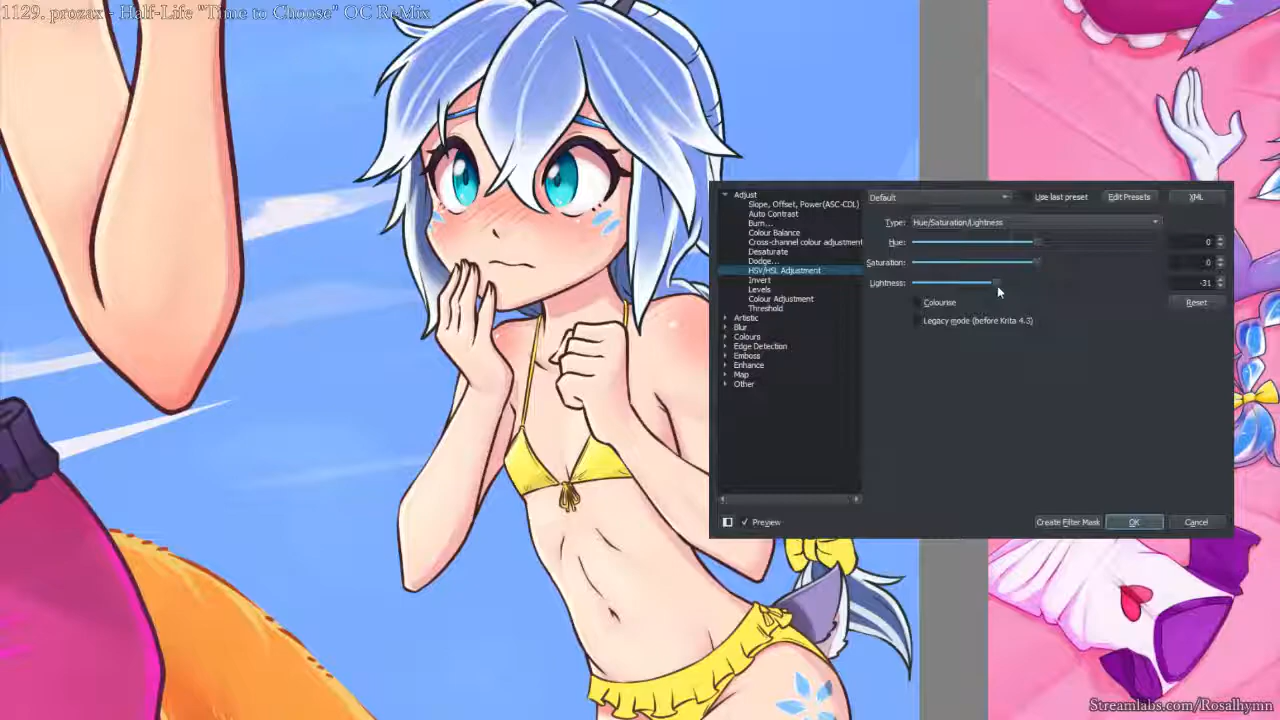 1129. prozax - Half-Life "Time to Choose" OC ReMix
Adjust
Slope, Offset, Power(ASC-CDL)
Auto Contrast
Burn...
Colour Balance
Cross-channel colour adjustment
Desaturate
Dodge...
HSV/HSL Adjustment
Invert
Levels
Colour Adjustment
Threshold
Artistic
Blur
Colours
Edge Detection
Emboss
Enhance
Map
Other
Default
Use last preset
Edit Presets
XML
Type: Hue/Saturation/Lightness
Hue: 0
Saturation: 0
Lightness: -31
Colourise
Reset
Legacy mode (before Krita 4.3)
Preview
Create Filter Mask
OK
Cancel
Streamlabs.com/Rosalhymn